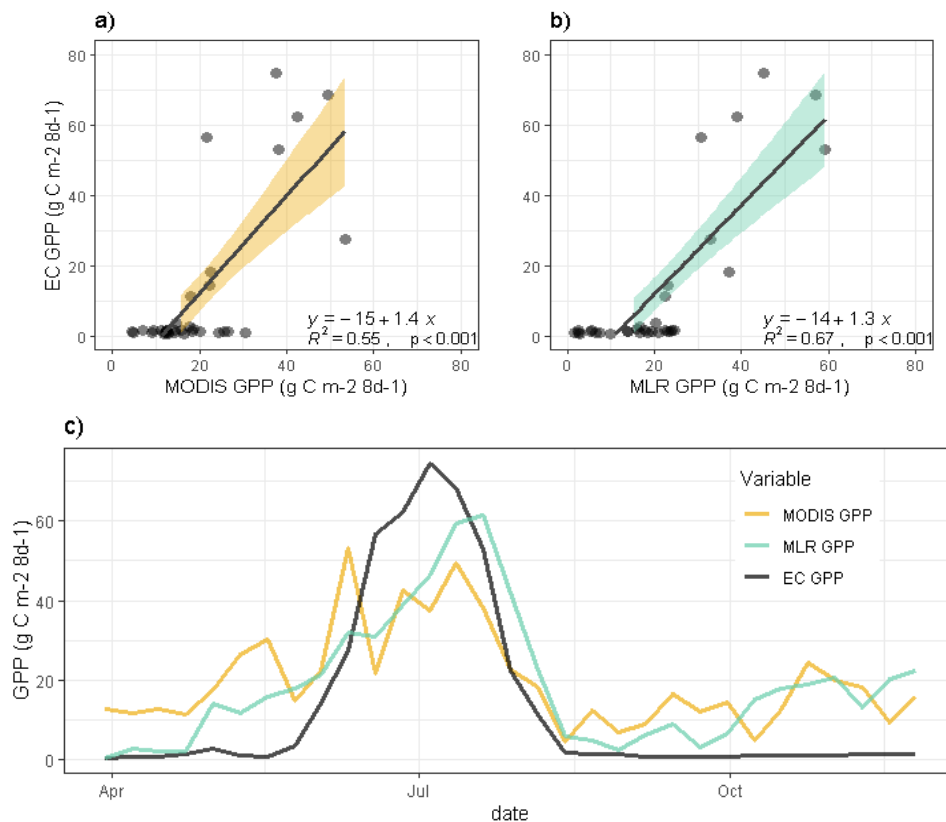 a)
b)
80
60
40
20
0
EC GPP (g C m-2 8d-1)
y = −15 + 1.4 x
R² = 0.55 , p < 0.001
0 20 40 60 80
MODIS GPP (g C m-2 8d-1)
80
60
40
20
0
y = −14 + 1.3 x
R² = 0.67 , p < 0.001
0 20 40 60 80
MLR GPP (g C m-2 8d-1)
c)
60
40
20
0
GPP (g C m-2 8d-1)
Variable
MODIS GPP
MLR GPP
EC GPP
Apr Jul Oct
date